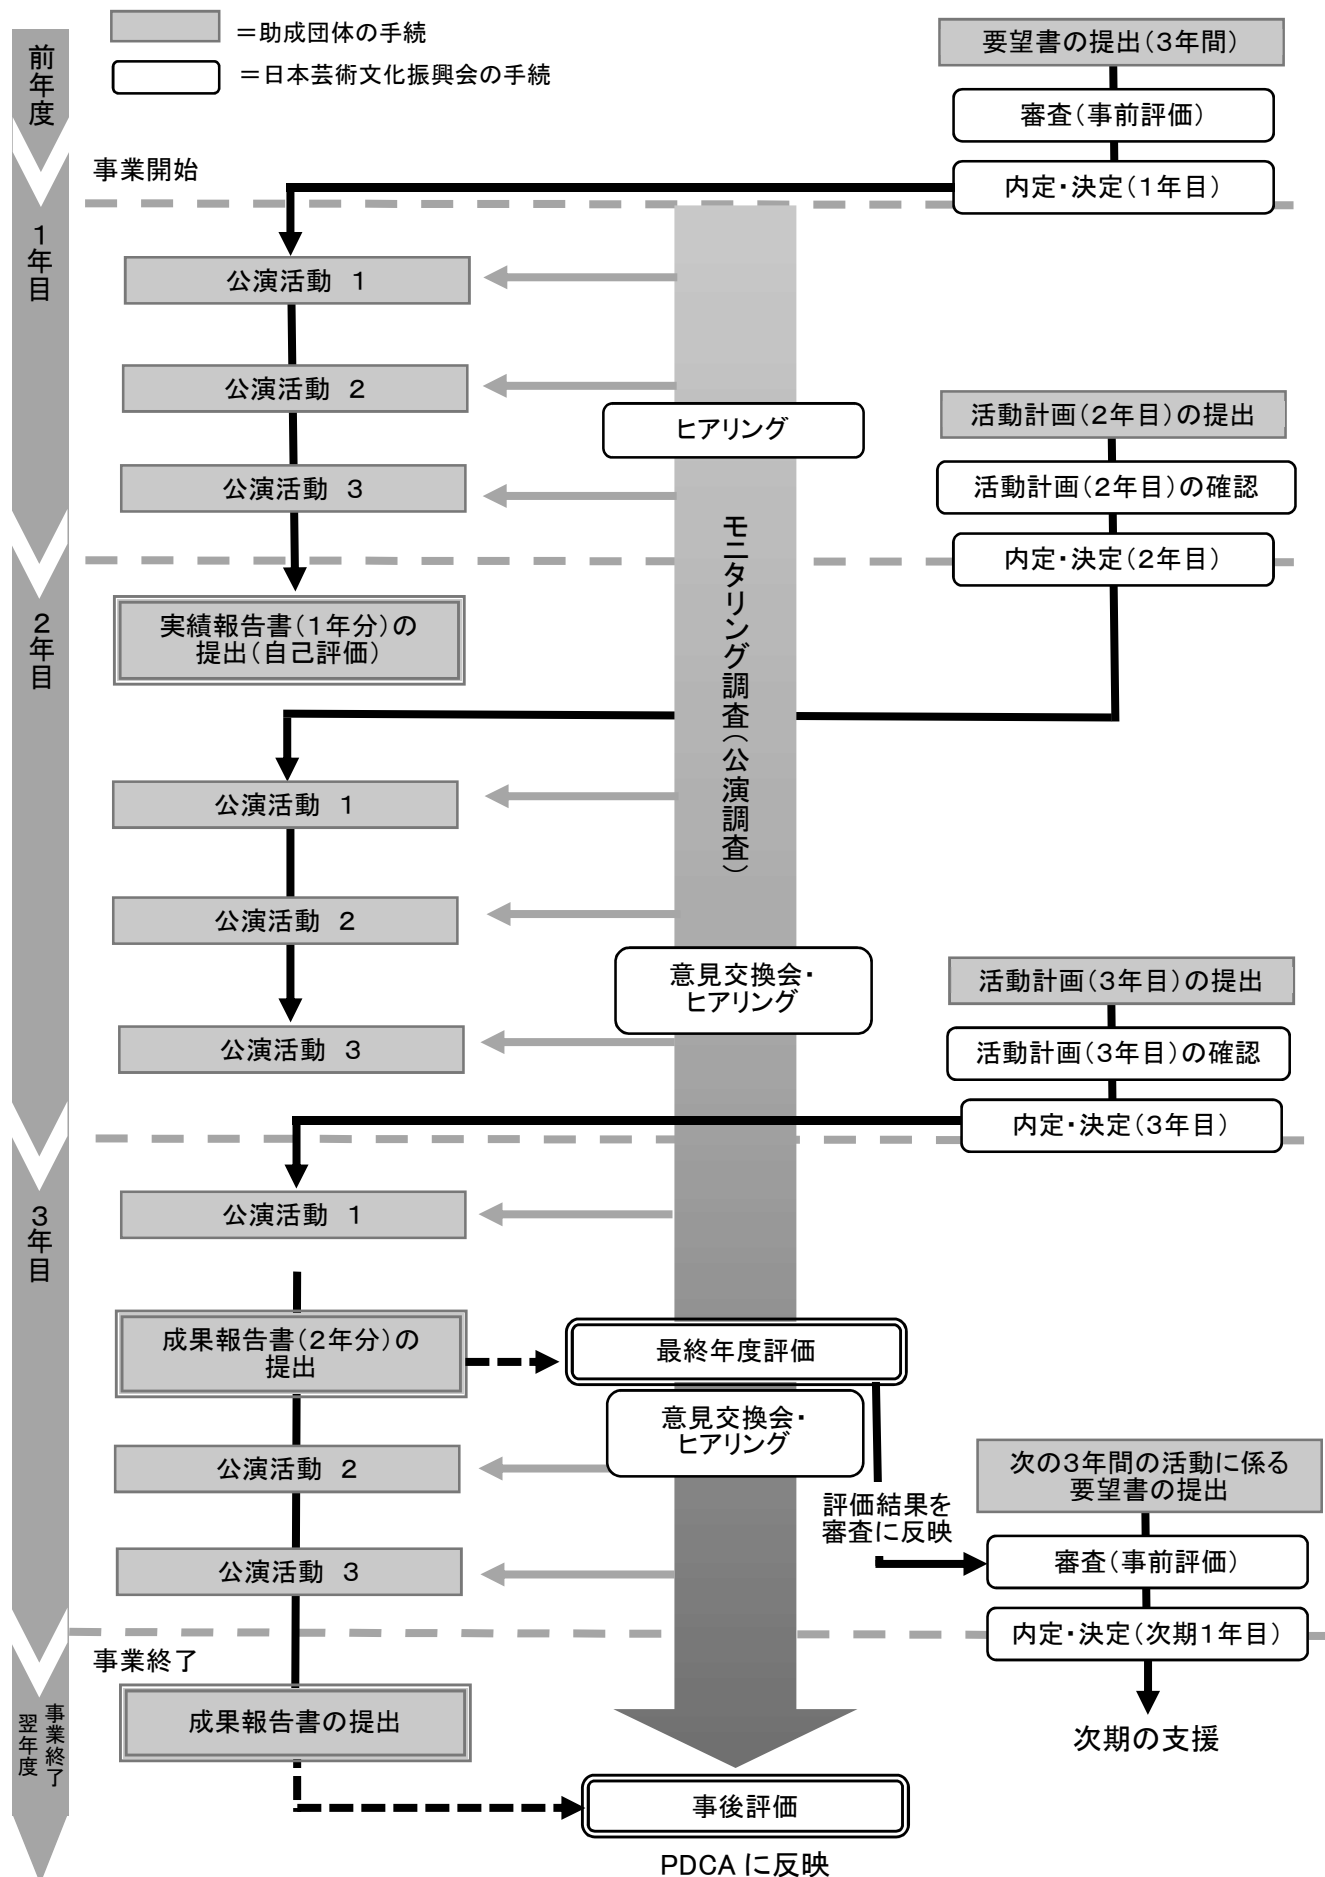 ＝助成団体の手続
＝日本芸術文化振興会の手続
前年度
要望書の提出(3年間)
審査(事前評価)
内定・決定(1年目)
事業開始
1年目
公演活動　1
公演活動　2
ヒアリング
公演活動　3
活動計画(2年目)の提出
活動計画(2年目)の確認
内定・決定(2年目)
モニタリング調査(公演調査)
2年目
実績報告書(1年分)の
提出(自己評価)
公演活動　1
公演活動　2
意見交換会・
ヒアリング
公演活動　3
活動計画(3年目)の提出
活動計画(3年目)の確認
内定・決定(3年目)
3年目
公演活動　1
成果報告書(2年分)の
提出
最終年度評価
意見交換会・
ヒアリング
公演活動　2
評価結果を
審査に反映
公演活動　3
次の3年間の活動に係る
要望書の提出
審査(事前評価)
内定・決定(次期1年目)
次期の支援
事業終了
事業終了
翌年度
成果報告書の提出
事後評価
PDCA に反映